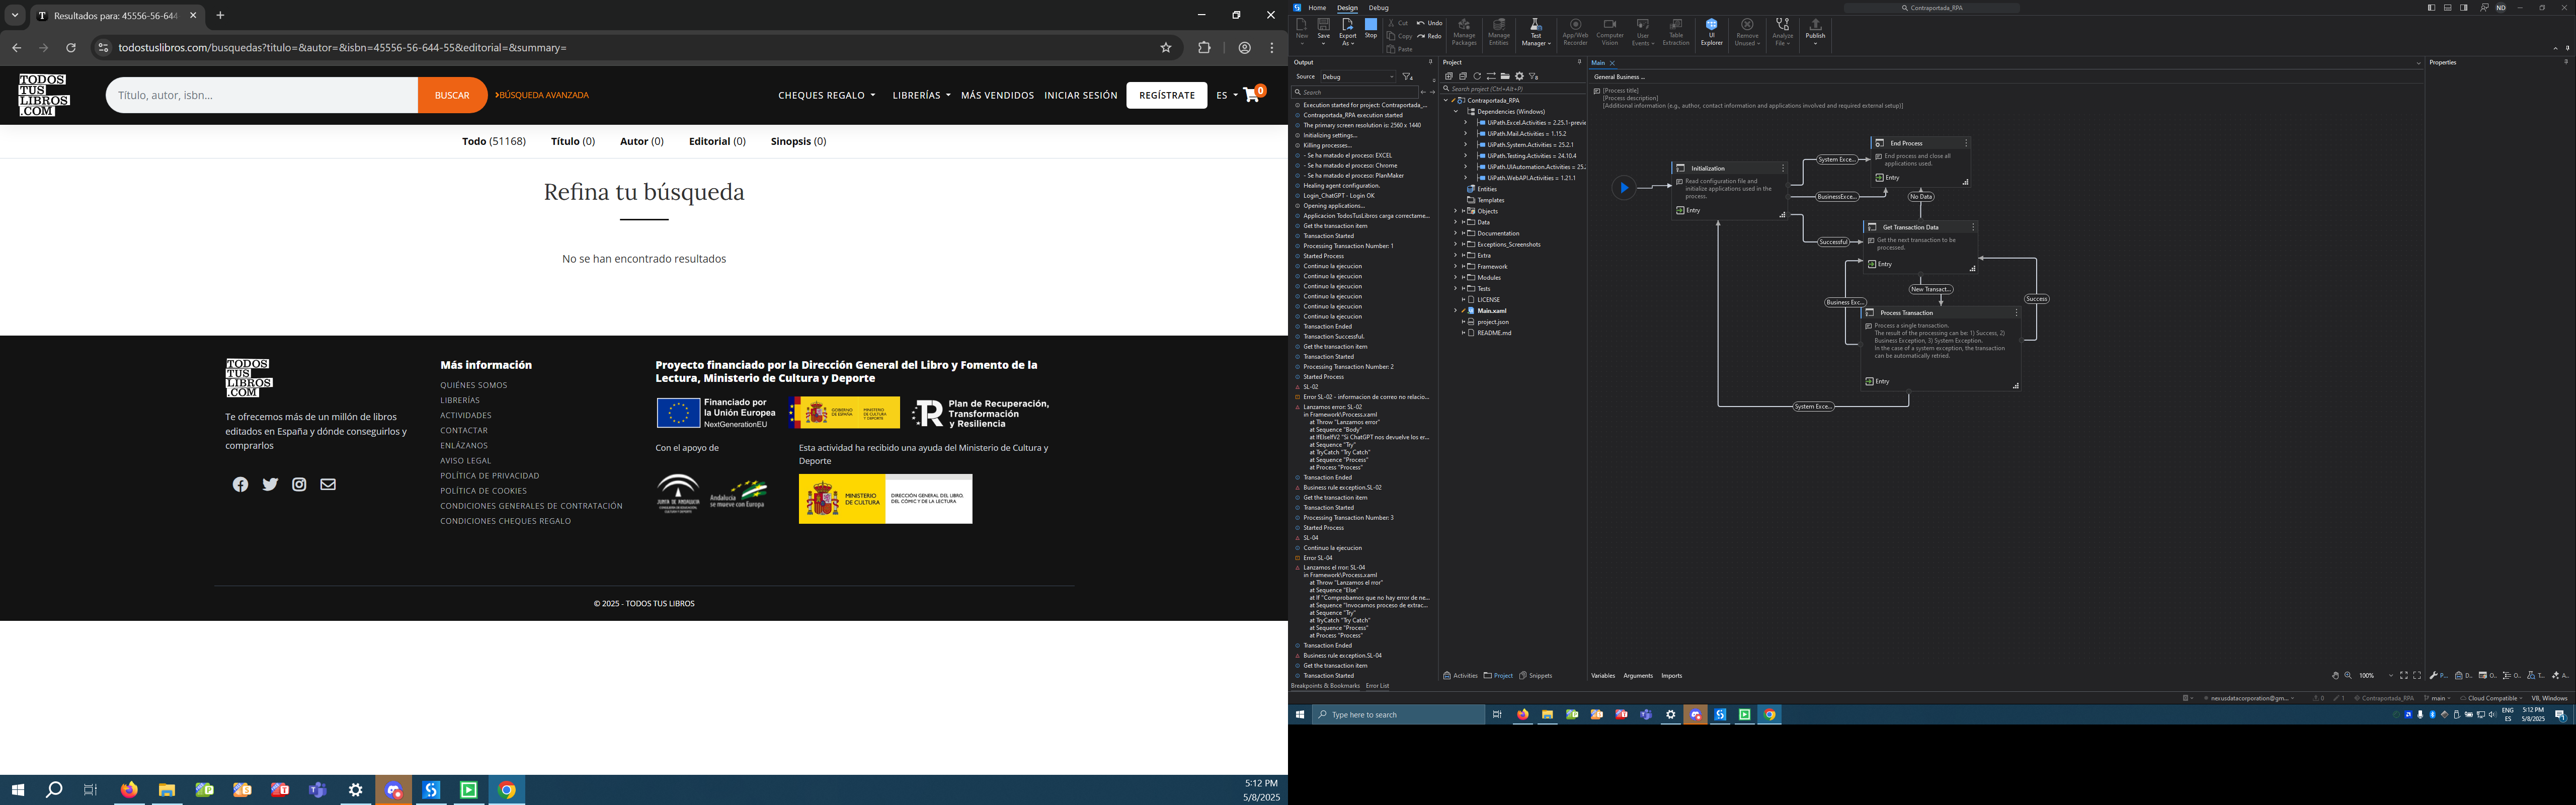 Resultados para: 45556-56-644
todostuslibros.com/busquedas?titulo=&autor=&isbn=45556-56-644-55&editorial=&summary=
TODOS
TUS
LIBROS
.COM
Título, autor, isbn...
BUSCAR
BÚSQUEDA AVANZADA
CHEQUES REGALO
LIBRERÍAS
MÁS VENDIDOS
INICIAR SESIÓN
REGÍSTRATE
ES
0
Todo (51168)
Título (0)
Autor (0)
Editorial (0)
Sinopsis (0)
Refina tu búsqueda
No se han encontrado resultados
TODOS
TUS
LIBROS
.COM
Te ofrecemos más de un millón de libros
editados en España y dónde conseguirlos y
comprarlos
Más información
QUIÉNES SOMOS
LIBRERÍAS
ACTIVIDADES
CONTACTAR
ENLÁZANOS
AVISO LEGAL
POLÍTICA DE PRIVACIDAD
POLÍTICA DE COOKIES
CONDICIONES GENERALES DE CONTRATACIÓN
CONDICIONES CHEQUES REGALO
Proyecto financiado por la Dirección General del Libro y Fomento de la
Lectura, Ministerio de Cultura y Deporte
Financiado por
la Unión Europea
NextGenerationEU
GOBIERNO
DE ESPAÑA
MINISTERIO
DE CULTURA
Y DEPORTE
Plan de Recuperación,
Transformación
y Resiliencia
Con el apoyo de
JUNTA DE ANDALUCIA
Andalucía
se mueve con Europa
Esta actividad ha recibido una ayuda del Ministerio de Cultura y
Deporte
MINISTERIO
DE CULTURA
DIRECCIÓN GENERAL DEL LIBRO,
DEL CÓMIC Y DE LA LECTURA
© 2025 - TODOS TUS LIBROS
5:12 PM
5/8/2025
Home
Design
Debug
Contraportada_RPA
ND
New
Save
Export
As
Stop
Cut
Copy
Paste
Undo
Redo
Manage
Packages
Manage
Entities
Test
Manager
App/Web
Recorder
Computer
Vision
User
Events
Table
Extraction
UI
Explorer
Remove
Unused
Analyze
File
Publish
Output
Source
Debug
Search
Execution started for project: Contraportada_...
Contraportada_RPA execution started
The primary screen resolution is: 2560 x 1440
Initializing settings...
Killing processes...
- Se ha matado el proceso: EXCEL
- Se ha matado el proceso: Chrome
- Se ha matado el proceso: PlanMaker
Healing agent configuration.
Login_ChatGPT - Login OK
Opening applications...
Applicacion TodosTusLibros carga correctame...
Get the transaction item
Transaction Started
Processing Transaction Number: 1
Started Process
Continuo la ejecucion
Continuo la ejecucion
Continuo la ejecucion
Continuo la ejecucion
Continuo la ejecucion
Continuo la ejecucion
Transaction Ended
Transaction Successful.
Get the transaction item
Transaction Started
Processing Transaction Number: 2
Started Process
SL-02
Error SL-02 - informacion de correo no relacio...
Lanzamos error: SL-02
in Framework\Process.xaml
at Throw "Lanzamos error"
at Sequence "Body"
at IfElseIfV2 "Si ChatGPT nos devuelve los er...
at Sequence "Try"
at TryCatch "Try Catch"
at Sequence "Process"
at Process "Process"
Transaction Ended
Business rule exception.SL-02
Get the transaction item
Transaction Started
Processing Transaction Number: 3
Started Process
SL-04
Continuo la ejecucion
Error SL-04
Lanzamos el rror: SL-04
in Framework\Process.xaml
at Throw "Lanzamos el rror"
at Sequence "Else"
at If "Comprobamos que no hay error de ne...
at Sequence "Invocamos proceso de extrac...
at Sequence "Try"
at TryCatch "Try Catch"
at Sequence "Process"
at Process "Process"
Transaction Ended
Business rule exception.SL-04
Get the transaction item
Transaction Started
Breakpoints & Bookmarks
Error List
Project
Search project (Ctrl+Alt+P)
Contraportada_RPA
Dependencies (Windows)
UiPath.Excel.Activities = 2.25.1-previe
UiPath.Mail.Activities = 1.15.2
UiPath.System.Activities = 25.2.1
UiPath.Testing.Activities = 24.10.4
UiPath.UIAutomation.Activities = 25.
UiPath.WebAPI.Activities = 1.21.1
Entities
Templates
Objects
Data
Documentation
Exceptions_Screenshots
Extra
Framework
Modules
Tests
LICENSE
Main.xaml
project.json
README.md
Activities
Project
Snippets
Main
General Business ...
[Process title]
[Process description]
[Additional information (e.g., author, contact information and applications involved and required external setup)]
Initialization
Read configuration file and
initialize applications used in the
process.
Entry
System Exce...
BusinessExce...
Successful
End Process
End process and close all
applications used.
Entry
No Data
Get Transaction Data
Get the next transaction to be
processed.
Entry
New Transact...
Business Exc...
Success
Process Transaction
Process a single transaction.
The result of the processing can be: 1) Success, 2)
Business Exception, 3) System Exception.
In the case of a system exception, the transaction
can be automatically retried.
Entry
System Exce...
Variables
Arguments
Imports
100%
Properties
P...
D..
O..
O..
T...
A...
nexusdatacorporation@gm...
0
1
Contraportada_RPA
main
Cloud Compatible
VB, Windows
Type here to search
ENG
ES
5:12 PM
5/8/2025